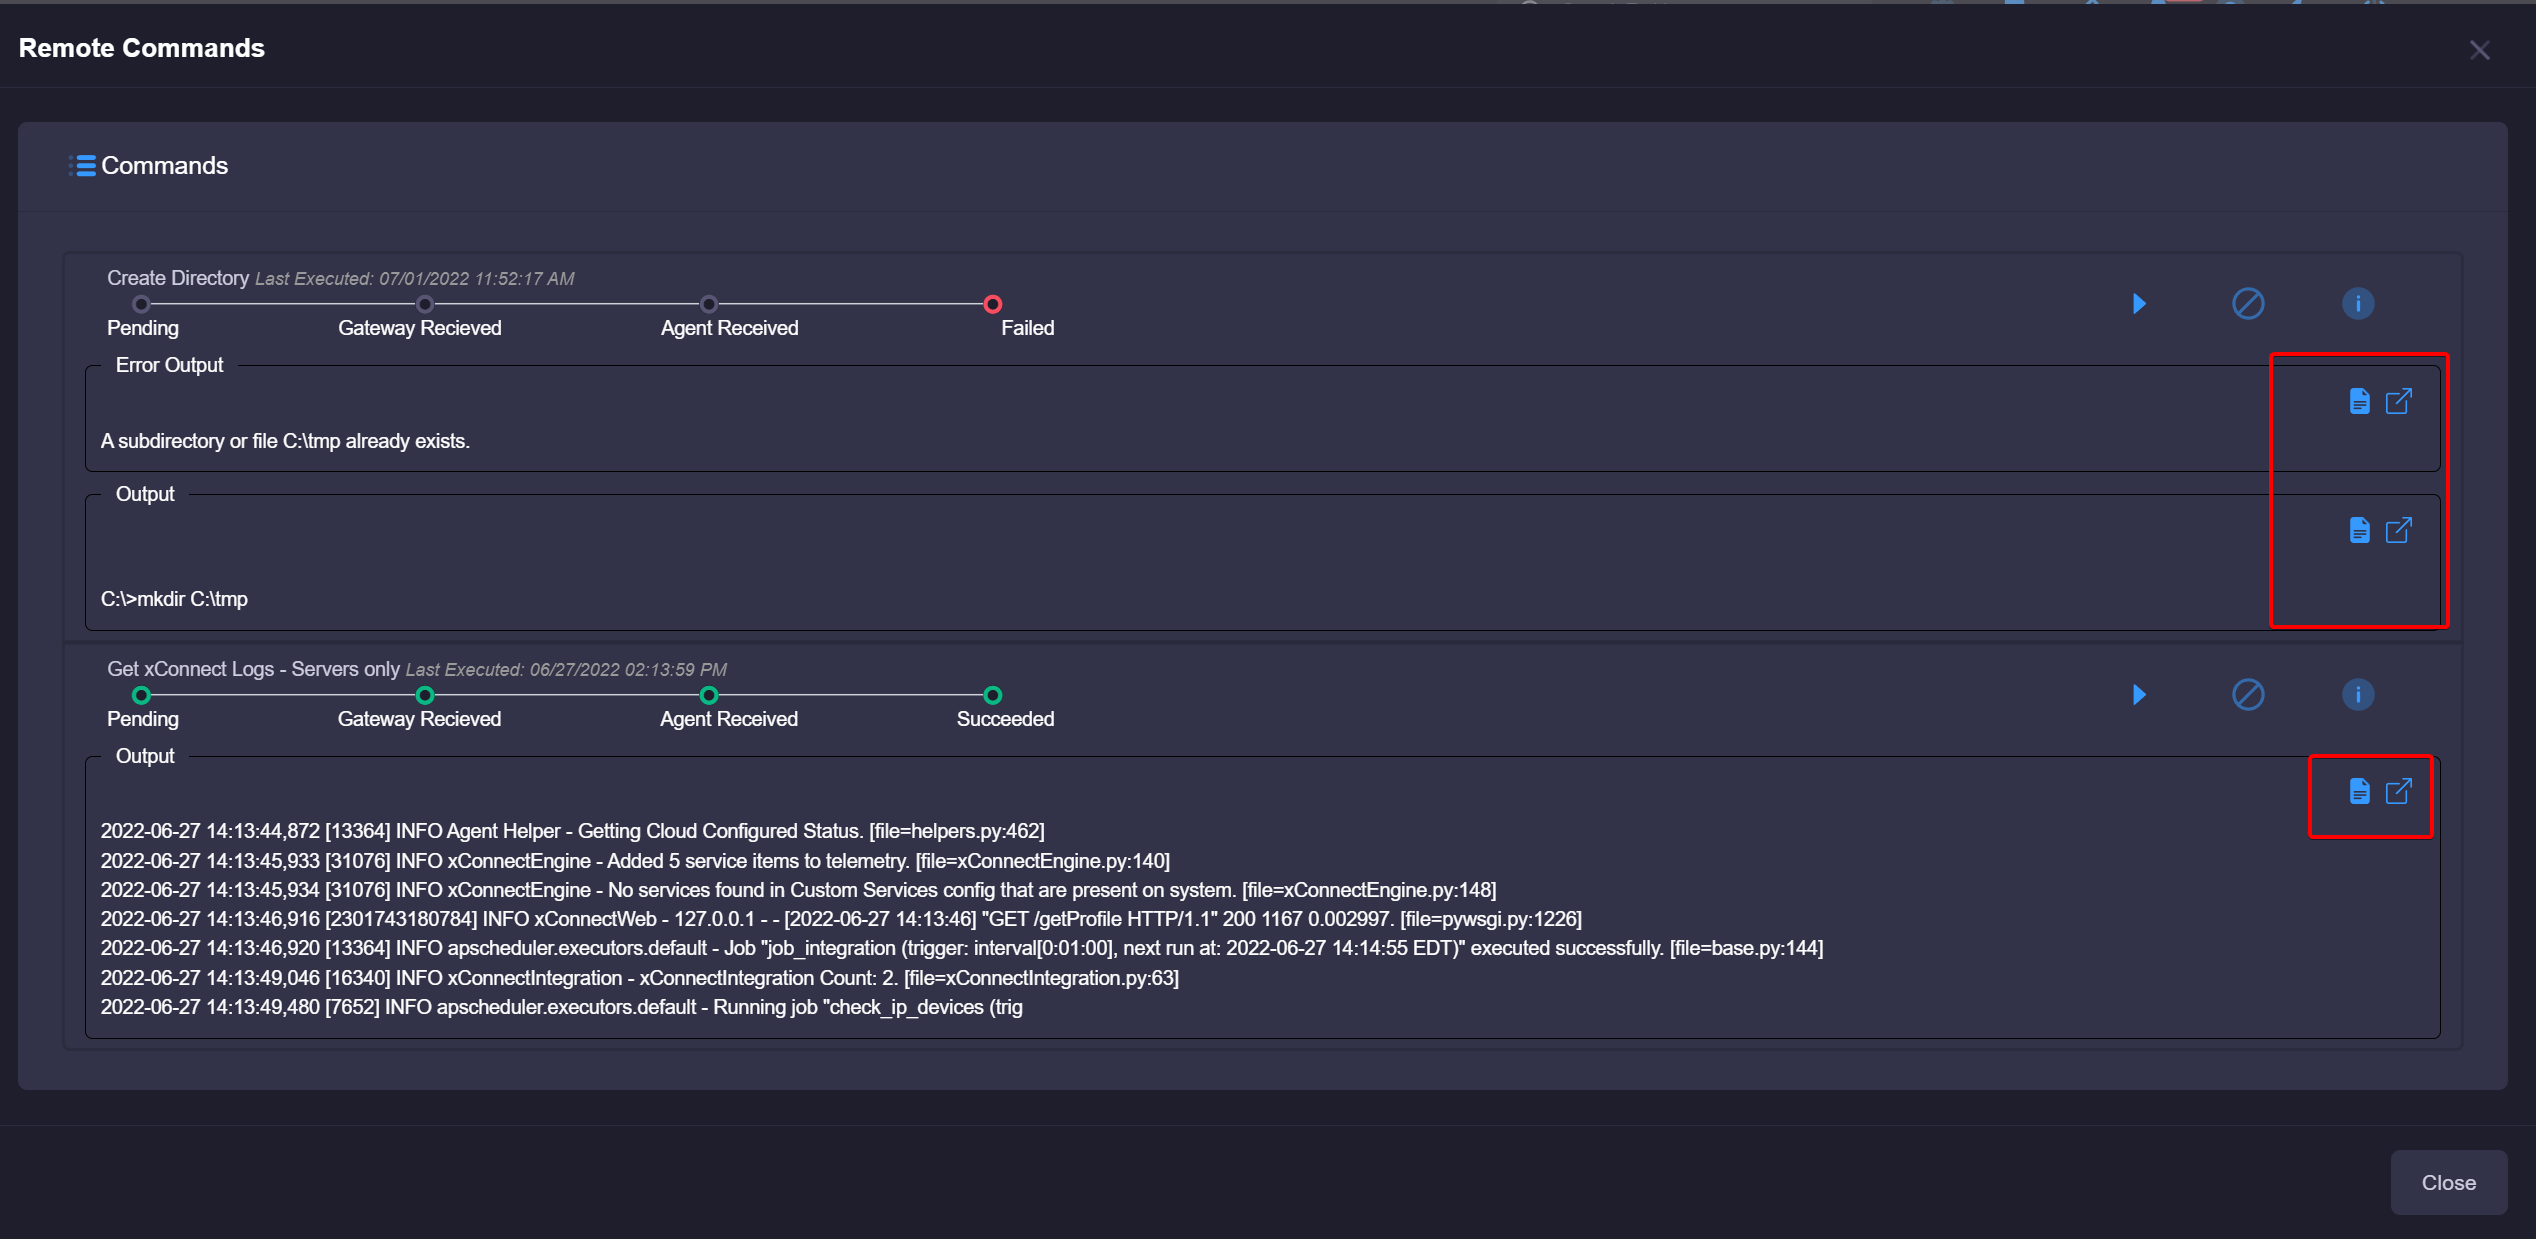 Remote Commands
Commands
Create Directory Last Executed: 07/01/2022 11:52:17 AM
Pending Gateway Recieved Agent Received Failed
Error Output
A subdirectory or file C:\tmp already exists.
Output
C:\>mkdir C:\tmp
Get xConnect Logs - Servers only Last Executed: 06/27/2022 02:13:59 PM
Pending Gateway Recieved Agent Received Succeeded
Output
2022-06-27 14:13:44,872 [13364] INFO Agent Helper - Getting Cloud Configured Status. [file=helpers.py:462]
2022-06-27 14:13:45,933 [31076] INFO xConnectEngine - Added 5 service items to telemetry. [file=xConnectEngine.py:140]
2022-06-27 14:13:45,934 [31076] INFO xConnectEngine - No services found in Custom Services config that are present on system. [file=xConnectEngine.py:148]
2022-06-27 14:13:46,916 [2301743180784] INFO xConnectWeb - 127.0.0.1 - - [2022-06-27 14:13:46] "GET /getProfile HTTP/1.1" 200 1167 0.002997. [file=pywsgi.py:1226]
2022-06-27 14:13:46,920 [13364] INFO apscheduler.executors.default - Job "job_integration (trigger: interval[0:01:00], next run at: 2022-06-27 14:14:55 EDT)" executed successfully. [file=base.py:144]
2022-06-27 14:13:49,046 [16340] INFO xConnectIntegration - xConnectIntegration Count: 2. [file=xConnectIntegration.py:63]
2022-06-27 14:13:49,480 [7652] INFO apscheduler.executors.default - Running job "check_ip_devices (trig
Close